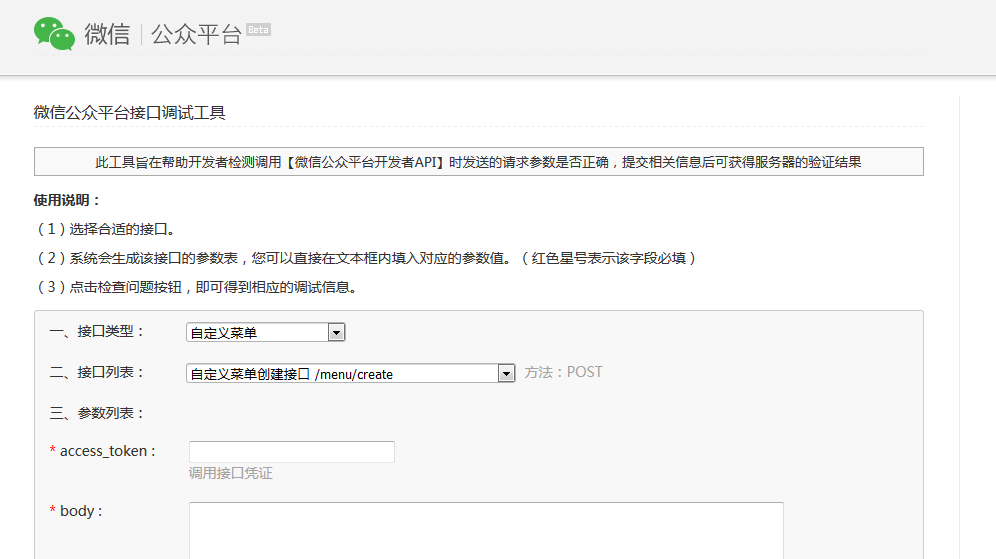 微信 公众平台 Beta
微信公众平台接口调试工具
此工具旨在帮助开发者检测调用【微信公众平台开发者API】时发送的请求参数是否正确，提交相关信息后可获得服务器的验证结果
使用说明：
（1）选择合适的接口。
（2）系统会生成该接口的参数表，您可以直接在文本框内填入对应的参数值。（红色星号表示该字段必填）
（3）点击检查问题按钮，即可得到相应的调试信息。
一、接口类型： 自定义菜单
二、接口列表： 自定义菜单创建接口 /menu/create 方法：POST
三、参数列表：
* access_token :
调用接口凭证
* body :